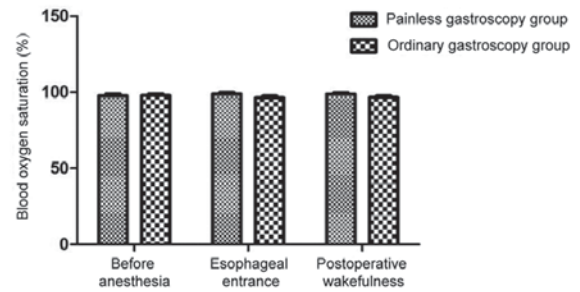 150
100
50
0
Blood oxygen saturation (%)
Painless gastroscopy group
Ordinary gastroscopy group
Before
anesthesia
Esophageal
entrance
Postoperative
wakefulness